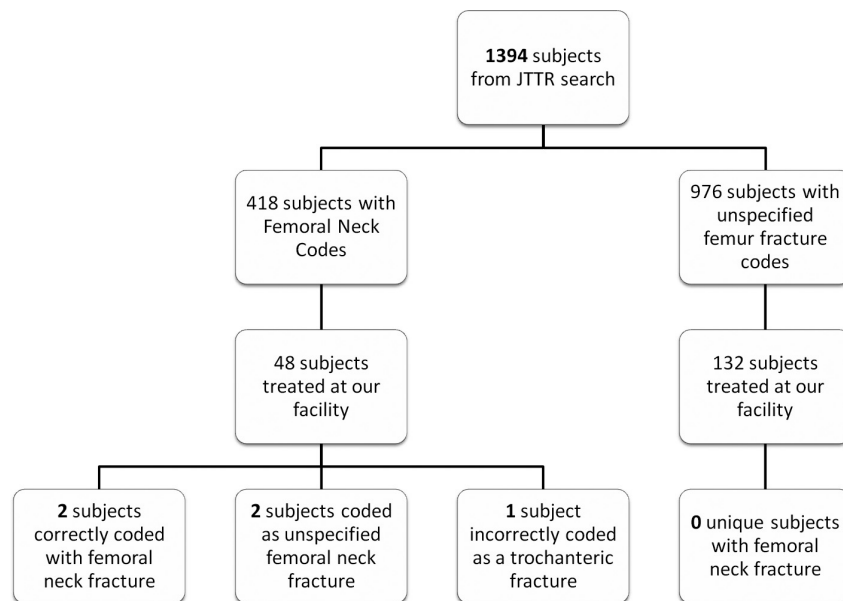 1394 subjects
from JTTR search
418 subjects with
Femoral Neck
Codes
976 subjects with
unspecified
femur fracture
codes
48 subjects
treated at our
facility
132 subjects
treated at our
facility
2 subjects
correctly coded
with femoral
neck fracture
2 subjects coded
as unspecified
femoral neck
fracture
1 subject
incorrectly coded
as a trochanteric
fracture
0 unique subjects
with femoral
neck fracture